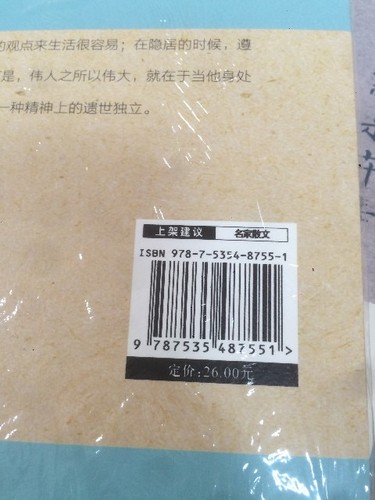 的观点来生活很容易；在隐居的时候，遵
是，伟人之所以伟大，就在于当他身处
一种精神上的遗世独立。
上架建议 名家散文
ISBN 978-7-5354-8755-1
9 787535 487551 >
定价：26.00元